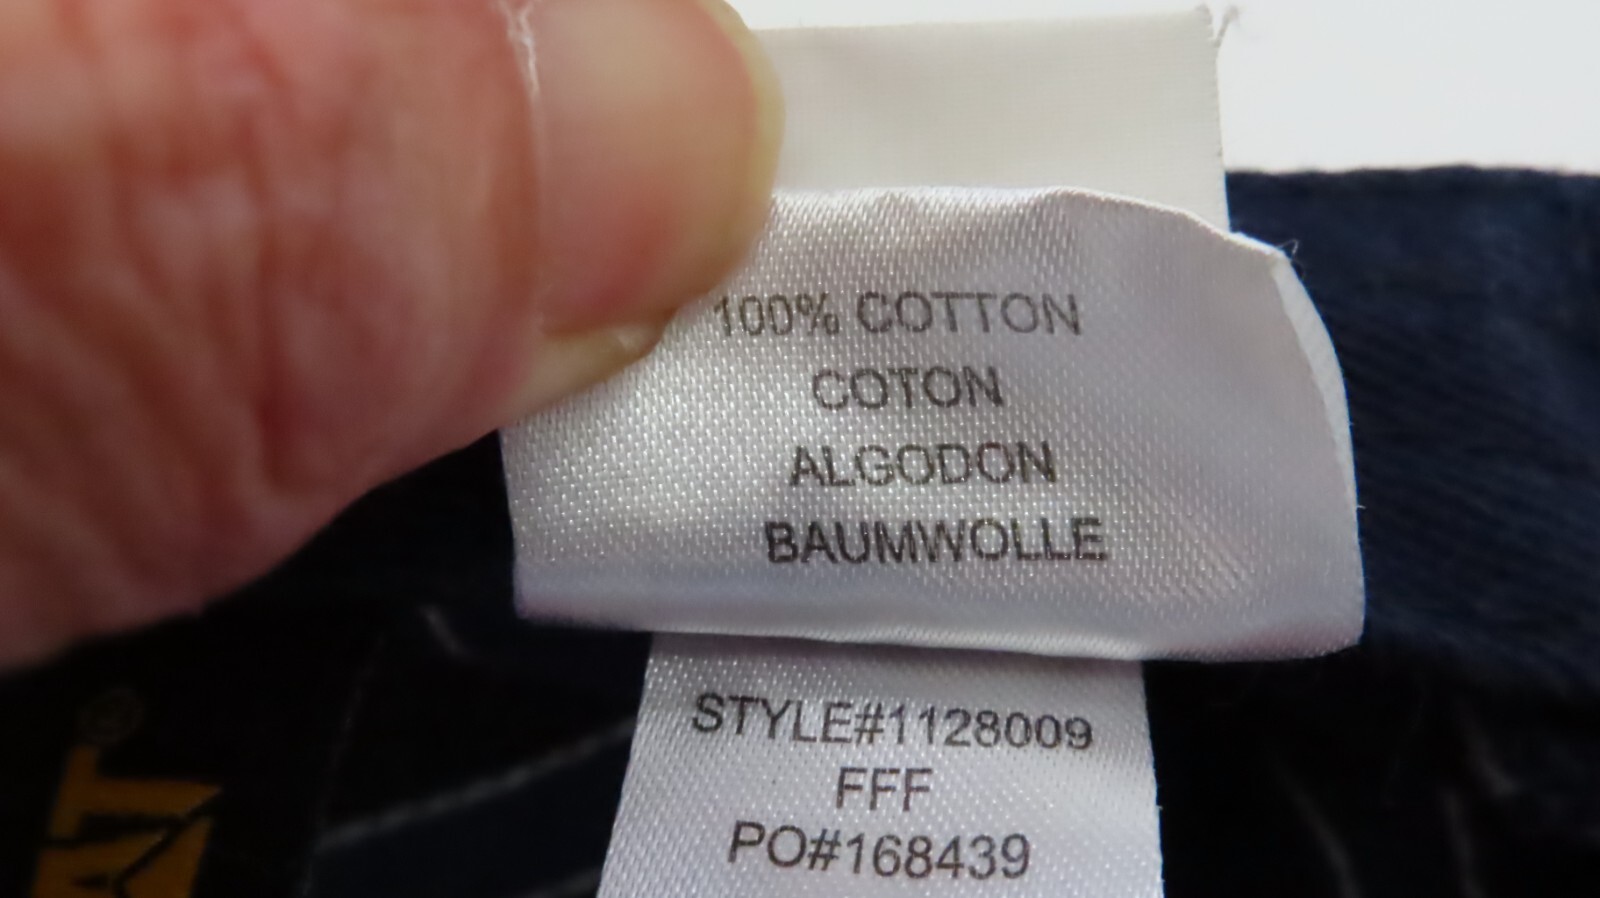 100% COTTON
COTON
ALGODON
BAUMWOLLE
STYLE#1128009
FFF
PO#168439